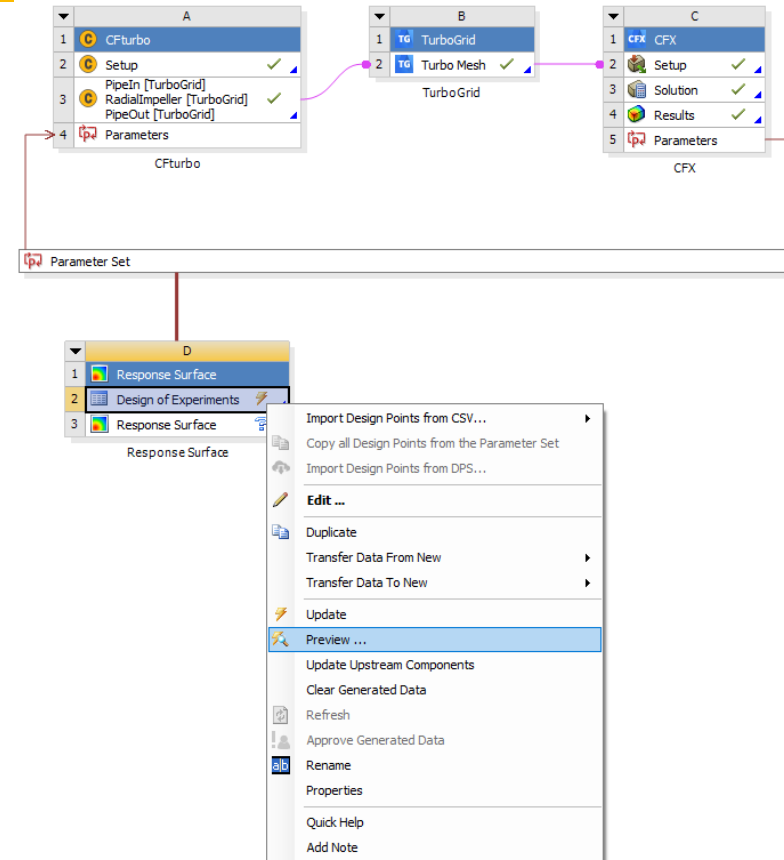 A
1 CFturbo
2 Setup
3 PipeIn [TurboGrid]
RadialImpeller [TurboGrid]
PipeOut [TurboGrid]
4 Parameters
CFturbo
B
1 TG TurboGrid
2 TG Turbo Mesh
TurboGrid
C
1 CFX CFX
2 Setup
3 Solution
4 Results
5 Parameters
CFX
Parameter Set
D
1 Response Surface
2 Design of Experiments
3 Response Surface
Response Surface
Import Design Points from CSV...
Copy all Design Points from the Parameter Set
Import Design Points from DPS...
Edit ...
Duplicate
Transfer Data From New
Transfer Data To New
Update
Preview ...
Update Upstream Components
Clear Generated Data
Refresh
Approve Generated Data
a|b Rename
Properties
Quick Help
Add Note